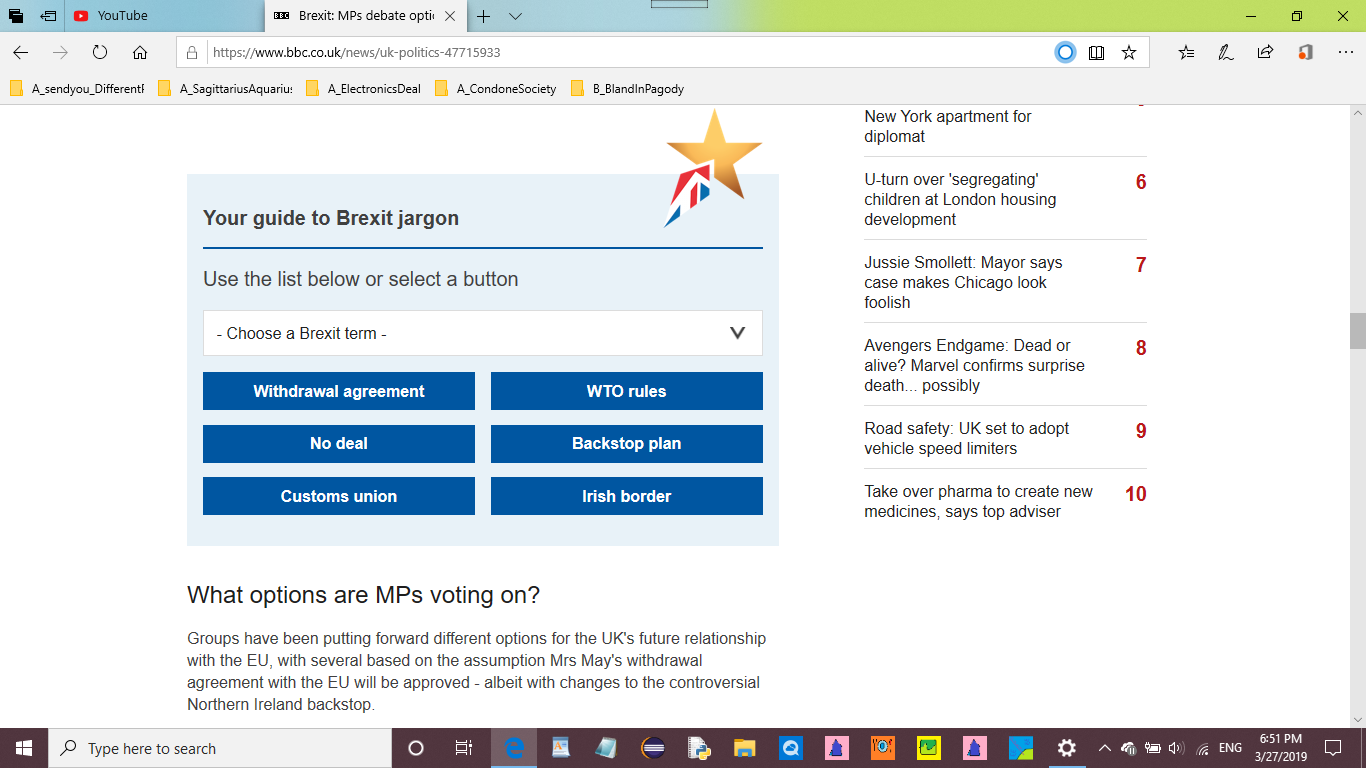 YouTube
BBC Brexit: MPs debate opti
https://www.bbc.co.uk/news/uk-politics-47715933
A_sendyou_DifferentF
A_SagittariusAquarius
A_ElectronicsDeal
A_CondoneSociety
B_BlandInPagody
Your guide to Brexit jargon
Use the list below or select a button
- Choose a Brexit term -
Withdrawal agreement
WTO rules
No deal
Backstop plan
Customs union
Irish border
What options are MPs voting on?
Groups have been putting forward different options for the UK's future relationship
with the EU, with several based on the assumption Mrs May's withdrawal
agreement with the EU will be approved - albeit with changes to the controversial
Northern Ireland backstop.
New York apartment for
diplomat
U-turn over 'segregating'
children at London housing
development
6
Jussie Smollett: Mayor says
case makes Chicago look
foolish
7
Avengers Endgame: Dead or
alive? Marvel confirms surprise
death... possibly
8
Road safety: UK set to adopt
vehicle speed limiters
9
Take over pharma to create new
medicines, says top adviser
10
Type here to search
ENG
6:51 PM
3/27/2019